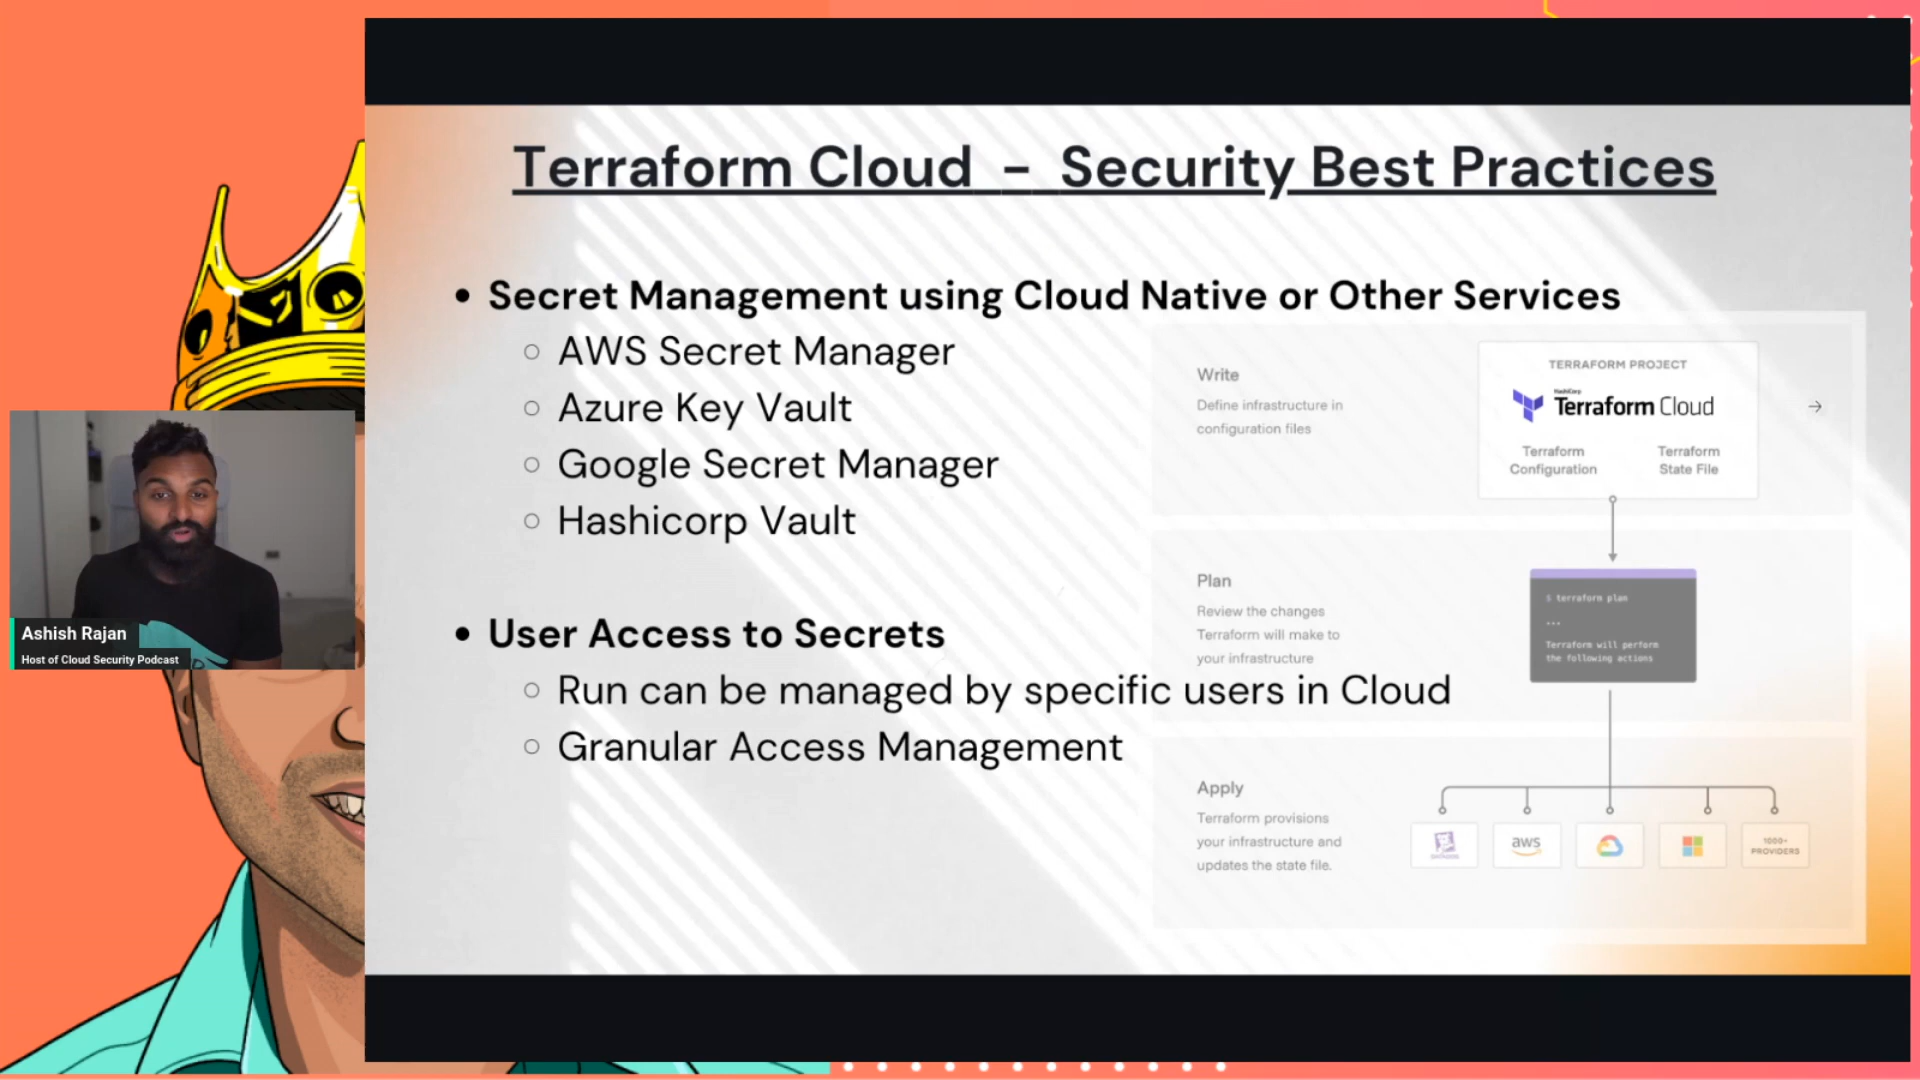 Terraform Cloud - Security Best Practices
Secret Management using Cloud Native or Other Services
AWS Secret Manager
Azure Key Vault
Google Secret Manager
Hashicorp Vault
User Access to Secrets
Run can be managed by specific users in Cloud
Granular Access Management
Write
Define infrastructure in
configuration files
TERRAFORM PROJECT
HashiCorp
Terraform Cloud
Terraform
Configuration
Terraform
State File
Plan
Review the changes
Terraform will make to
your infrastructure
$ terraform plan
...
Terraform will perform
the following actions
Apply
Terraform provisions
your infrastructure and
updates the state file.
DATADOG
aws
1000+
PROVIDERS
Ashish Rajan
Host of Cloud Security Podcast